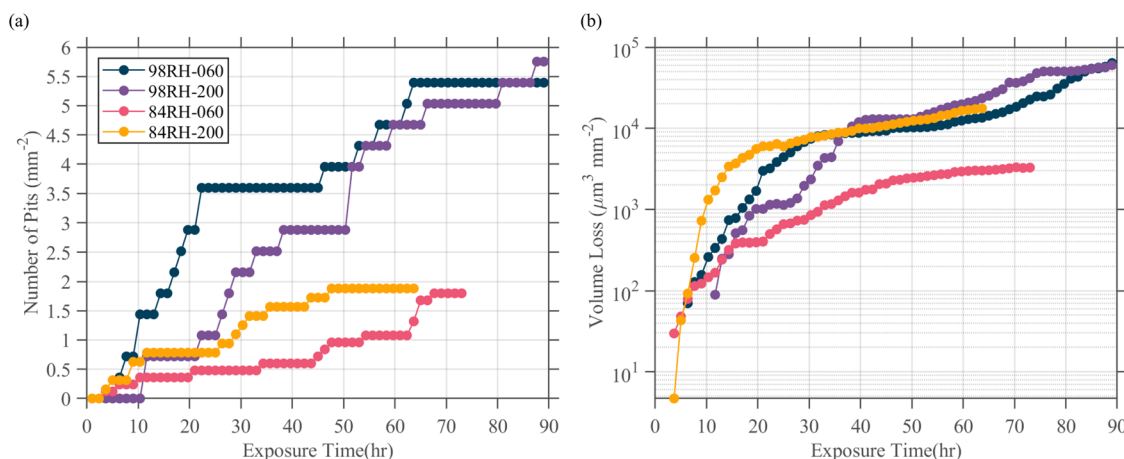 (a)
6
5.5
5
4.5
4
3.5
3
2.5
2
1.5
1
0.5
0
Number of Pits (mm⁻²)
98RH-060
98RH-200
84RH-060
84RH-200
0 10 20 30 40 50 60 70 80 90
Exposure Time(hr)
(b)
10⁵
10⁴
10³
10²
10¹
Volume Loss (μm³ mm⁻²)
0 10 20 30 40 50 60 70 80 90
Exposure Time(hr)